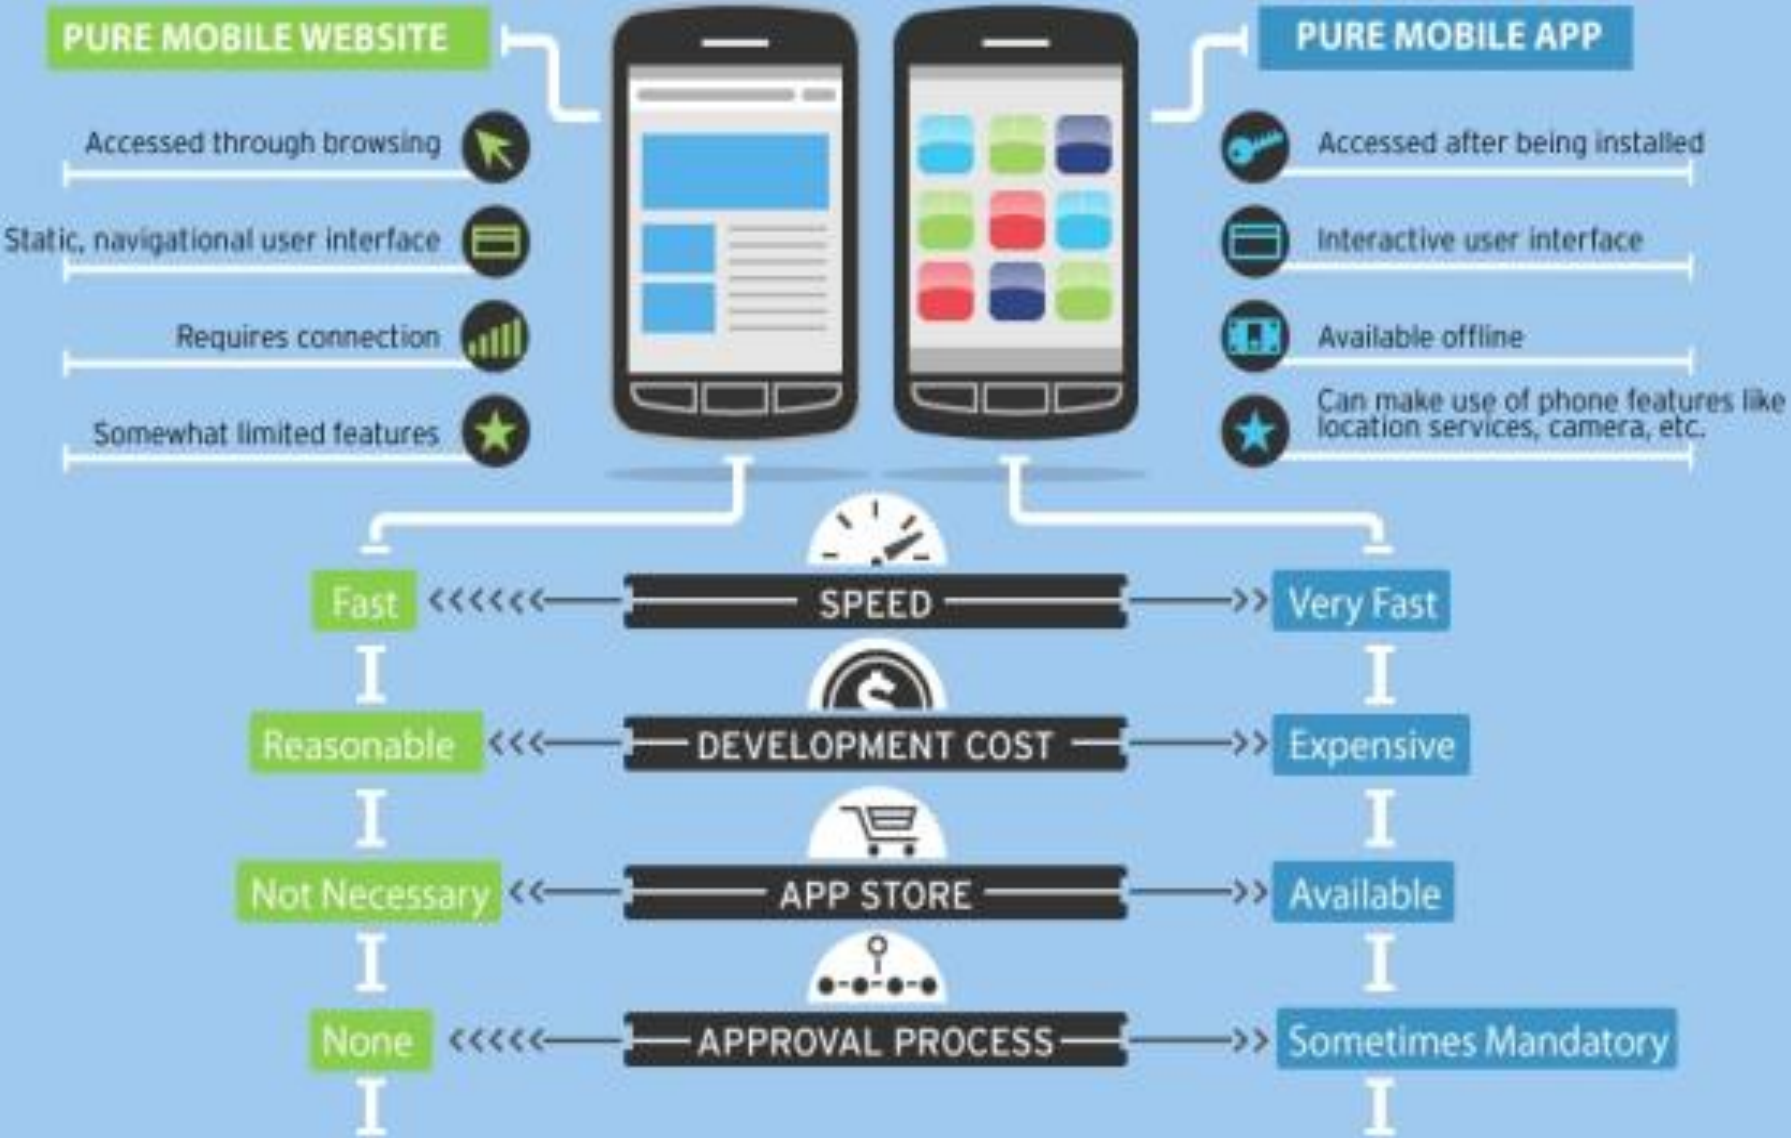 PURE MOBILE WEBSITE
Accessed through browsing
Static, navigational user interface
Requires connection
Somewhat limited features
PURE MOBILE APP
Accessed after being installed
Interactive user interface
Available offline
Can make use of phone features like
location services, camera, etc.
Fast
SPEED
Very Fast
Reasonable
DEVELOPMENT COST
Expensive
Not Necessary
APP STORE
Available
None
APPROVAL PROCESS
Sometimes Mandatory